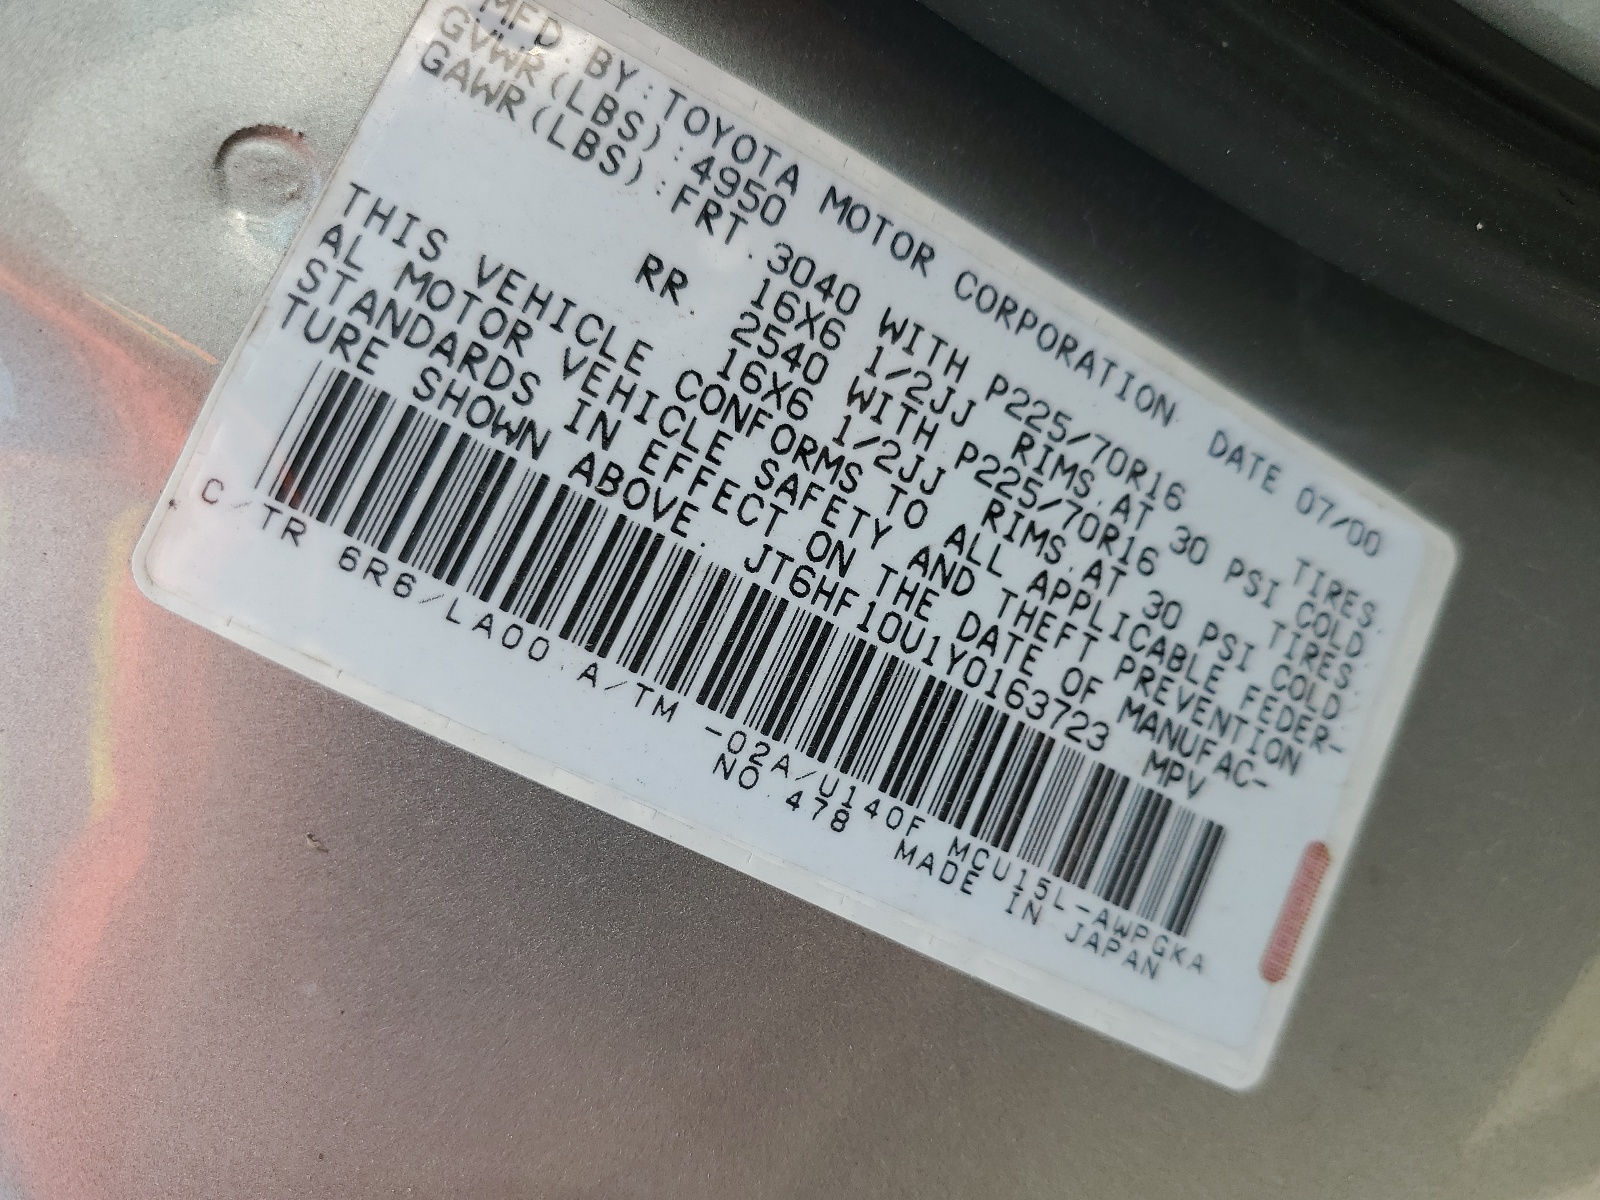 MFD. BY: TOYOTA MOTOR CORPORATION DATE 07/00
GVWR(LBS): 4950
GAWR(LBS): FRT. 3040 WITH P225/70R16 TIRES.
16X6 1/2JJ RIMS. AT 30 PSI COLD
RR 2540 WITH P225/70R16 TIRES.
16X6 1/2JJ RIMS. AT 30 PSI COLD
THIS VEHICLE CONFORMS TO ALL APPLICABLE FEDER-
AL MOTOR VEHICLE SAFETY AND THEFT PREVENTION
STANDARDS IN EFFECT ON THE DATE OF MANUFAC-
TURE SHOWN ABOVE. JT6HF10U1Y0163723 MPV
C/TR 6R6/LA00 A/TM -02A/U140F MCU15L-AWPGKA
NO 478 MADE IN JAPAN